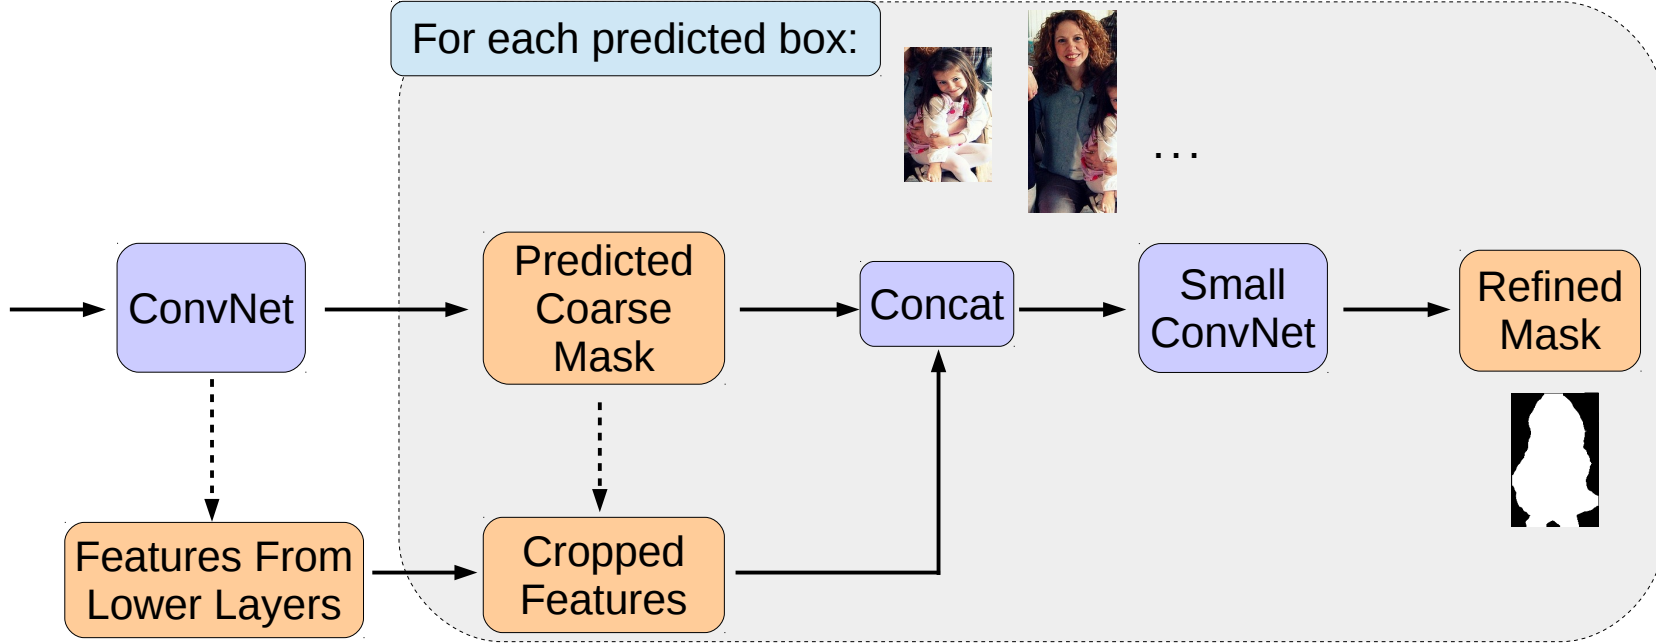 For each predicted box:
...
ConvNet
Predicted
Coarse
Mask
Concat
Small
ConvNet
Refined
Mask
Features From
Lower Layers
Cropped
Features